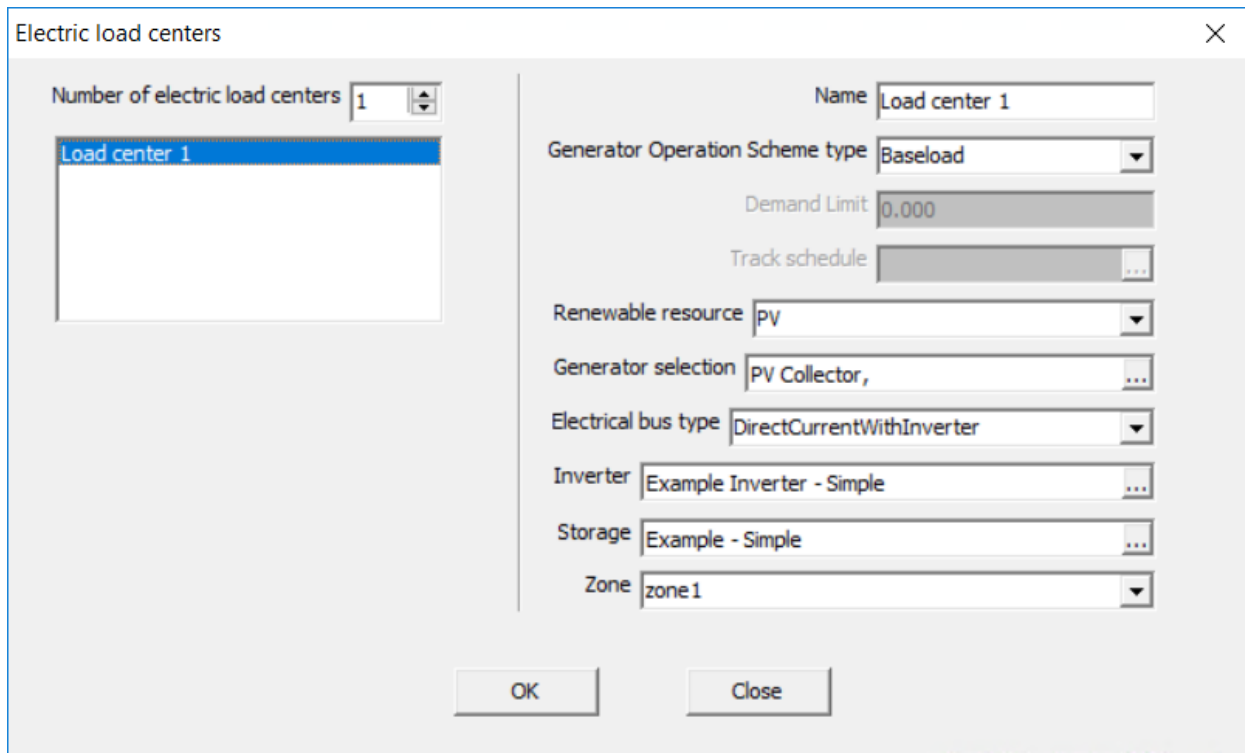 Electric load centers
Number of electric load centers 1
Load center 1
Name Load center 1
Generator Operation Scheme type Baseload
Demand Limit 0.000
Track schedule ...
Renewable resource PV
Generator selection PV Collector, ...
Electrical bus type DirectCurrentWithInverter
Inverter Example Inverter - Simple ...
Storage Example - Simple ...
Zone zone1
OK Close